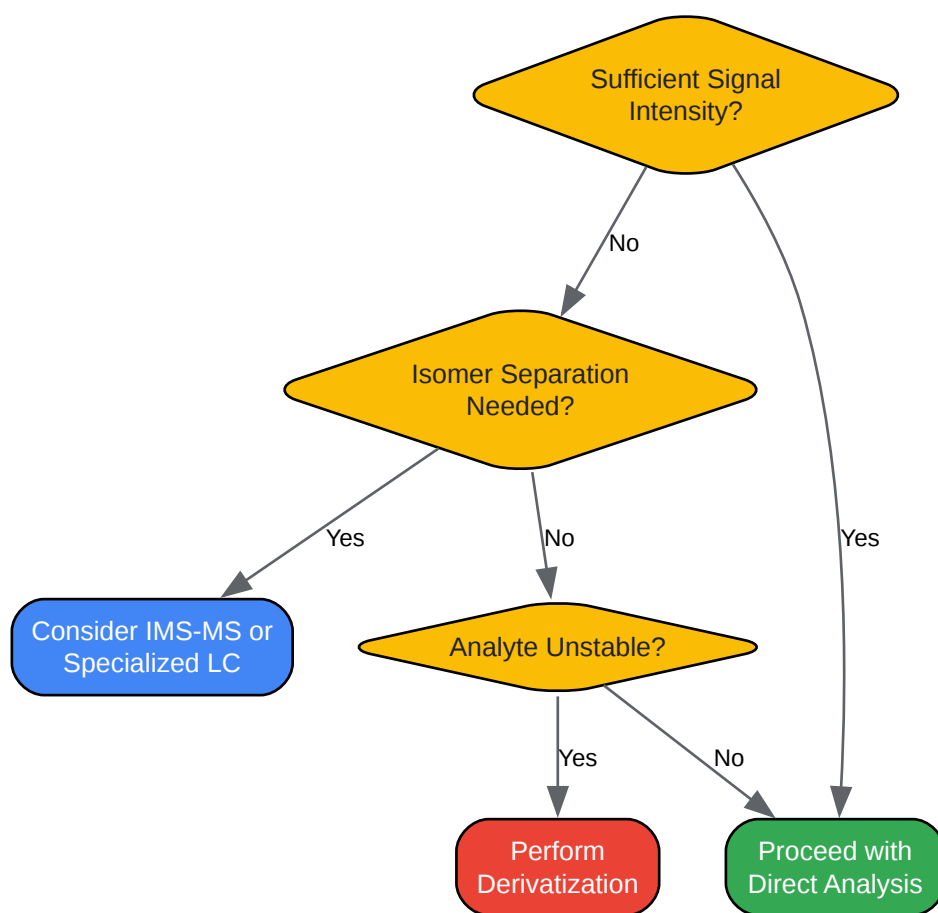 Sufficient Signal
Intensity?
No
Isomer Separation
Needed?
Yes
No
Yes
Consider IMS-MS or
Specialized LC
Analyte Unstable?
Yes
No
Perform
Derivatization
Proceed with
Direct Analysis